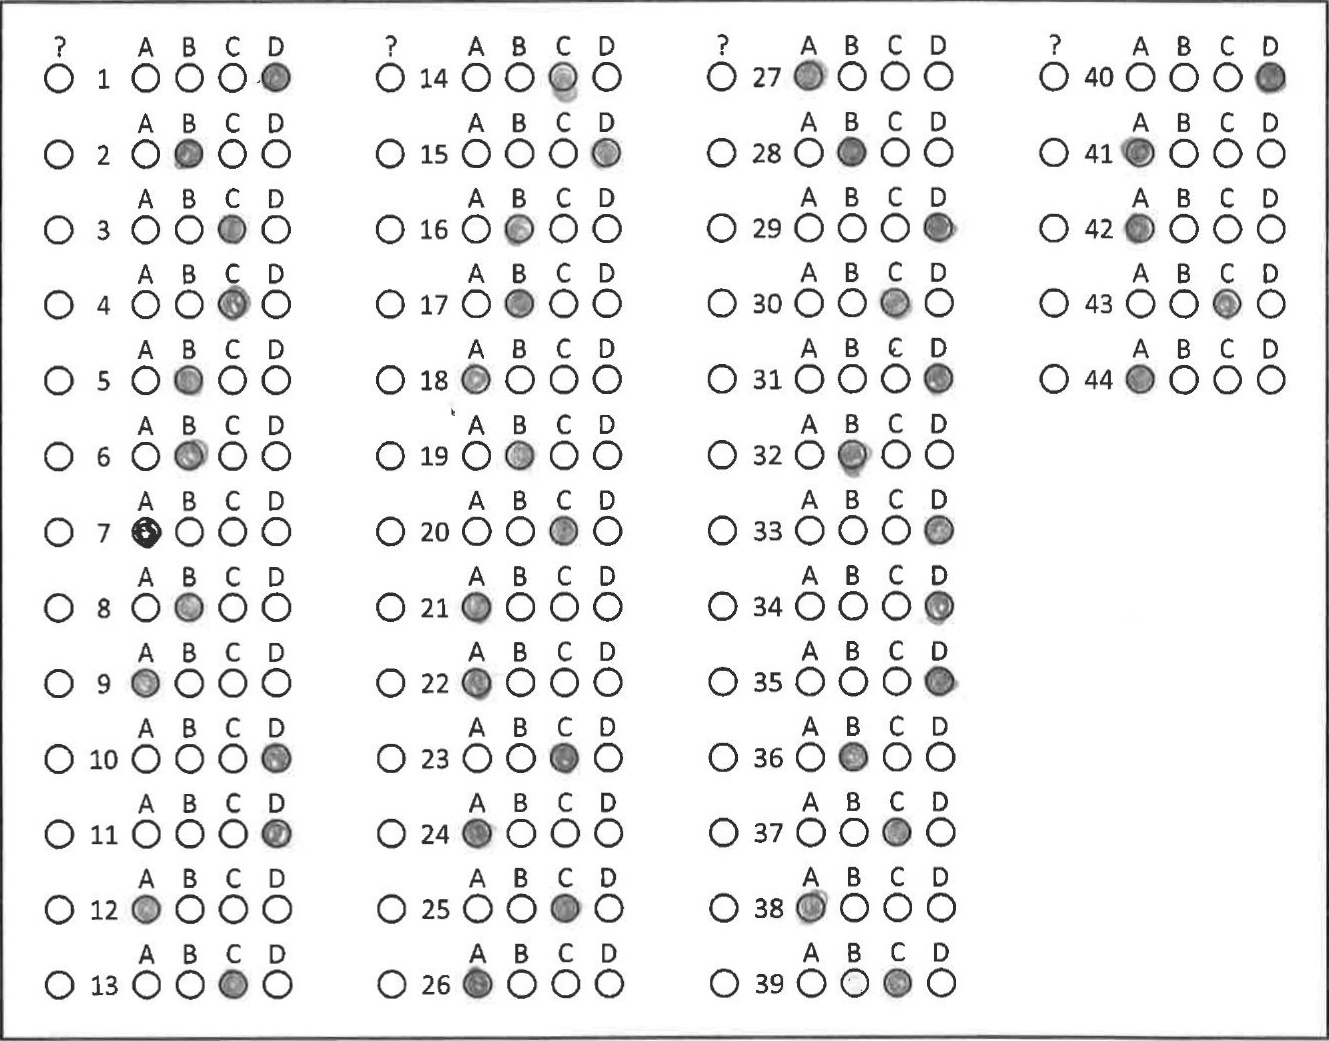 ? A B C D
1
A B C D
2
A B C D
3
A B C D
4
A B C D
5
A B C D
6
A B C D
7
A B C D
8
A B C D
9
A B C D
10
A B C D
11
A B C D
12
A B C D
13
? A B C D
14
A B C D
15
A B C D
16
A B C D
17
A B C D
18
A B C D
19
A B C D
20
A B C D
21
A B C D
22
A B C D
23
A B C D
24
A B C D
25
A B C D
26
? A B C D
27
A B C D
28
A B C D
29
A B C D
30
A B C D
31
A B C D
32
A B C D
33
A B C D
34
A B C D
35
A B C D
36
A B C D
37
A B C D
38
A B C D
39
? A B C D
40
A B C D
41
A B C D
42
A B C D
43
A B C D
44